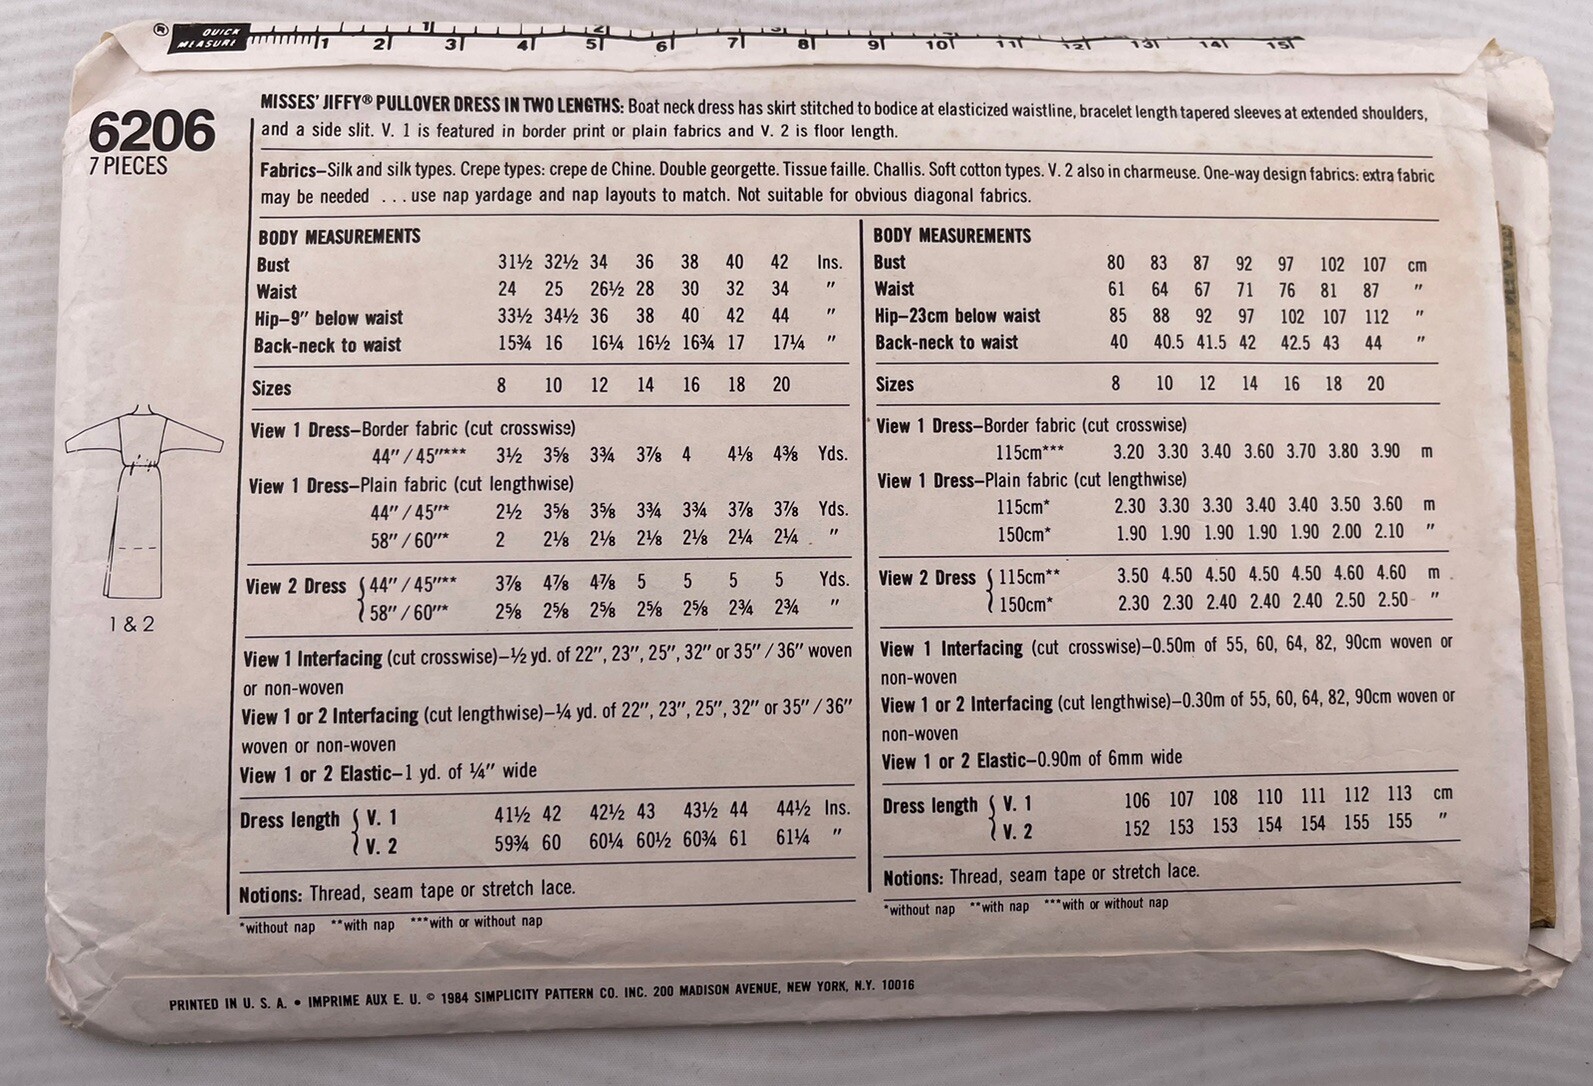 ® QUICK MEASURE
1 2 3 4 5 6 7 8 9 10 11 12 13 14 15
6206
7 PIECES
MISSES' JIFFY® PULLOVER DRESS IN TWO LENGTHS: Boat neck dress has skirt stitched to bodice at elasticized waistline, bracelet length tapered sleeves at extended shoulders,
and a side slit. V. 1 is featured in border print or plain fabrics and V. 2 is floor length.
Fabrics–Silk and silk types. Crepe types: crepe de Chine. Double georgette. Tissue faille. Challis. Soft cotton types. V. 2 also in charmeuse. One-way design fabrics: extra fabric
may be needed ...use nap yardage and nap layouts to match. Not suitable for obvious diagonal fabrics.
BODY MEASUREMENTS
Bust 31½ 32½ 34 36 38 40 42 Ins.
Waist 24 25 26½ 28 30 32 34 "
Hip–9" below waist 33½ 34½ 36 38 40 42 44 "
Back-neck to waist 15¾ 16 16¼ 16½ 16¾ 17 17¼ "
Sizes 8 10 12 14 16 18 20
View 1 Dress–Border fabric (cut crosswise)
44"/45"*** 3½ 3⅝ 3¾ 3⅞ 4 4⅛ 4⅜ Yds.
View 1 Dress–Plain fabric (cut lengthwise)
44"/45"* 2½ 3⅝ 3⅝ 3¾ 3¾ 3⅞ 3⅞ Yds.
58"/60"* 2 2⅛ 2⅛ 2⅛ 2⅛ 2¼ 2¼ "
View 2 Dress 44"/45"** 3⅞ 4⅞ 4⅞ 5 5 5 5 Yds.
58"/60"* 2⅝ 2⅝ 2⅝ 2⅝ 2⅝ 2¾ 2¾ "
View 1 Interfacing (cut crosswise)–½ yd. of 22", 23", 25", 32" or 35"/36" woven
or non-woven
View 1 or 2 Interfacing (cut lengthwise)–¼ yd. of 22", 23", 25", 32" or 35"/36"
woven or non-woven
View 1 or 2 Elastic–1 yd. of ¼" wide
Dress length V. 1 41½ 42 42½ 43 43½ 44 44½ Ins.
V. 2 59¾ 60 60¼ 60½ 60¾ 61 61¼ "
Notions: Thread, seam tape or stretch lace.
*without nap **with nap ***with or without nap
BODY MEASUREMENTS
Bust 80 83 87 92 97 102 107 cm
Waist 61 64 67 71 76 81 87 "
Hip–23cm below waist 85 88 92 97 102 107 112 "
Back-neck to waist 40 40.5 41.5 42 42.5 43 44 "
Sizes 8 10 12 14 16 18 20
View 1 Dress–Border fabric (cut crosswise)
115cm*** 3.20 3.30 3.40 3.60 3.70 3.80 3.90 m
View 1 Dress–Plain fabric (cut lengthwise)
115cm* 2.30 3.30 3.30 3.40 3.40 3.50 3.60 m
150cm* 1.90 1.90 1.90 1.90 1.90 2.00 2.10 "
View 2 Dress 115cm** 3.50 4.50 4.50 4.50 4.50 4.60 4.60 m
150cm* 2.30 2.30 2.40 2.40 2.40 2.50 2.50 "
View 1 Interfacing (cut crosswise)–0.50m of 55, 60, 64, 82, 90cm woven or
non-woven
View 1 or 2 Interfacing (cut lengthwise)–0.30m of 55, 60, 64, 82, 90cm woven or
non-woven
View 1 or 2 Elastic–0.90m of 6mm wide
Dress length V. 1 106 107 108 110 111 112 113 cm
V. 2 152 153 153 154 154 155 155 "
Notions: Thread, seam tape or stretch lace.
*without nap **with nap ***with or without nap
1 & 2
PRINTED IN U. S. A. • IMPRIME AUX E. U. © 1984 SIMPLICITY PATTERN CO. INC. 200 MADISON AVENUE, NEW YORK, N.Y. 10016